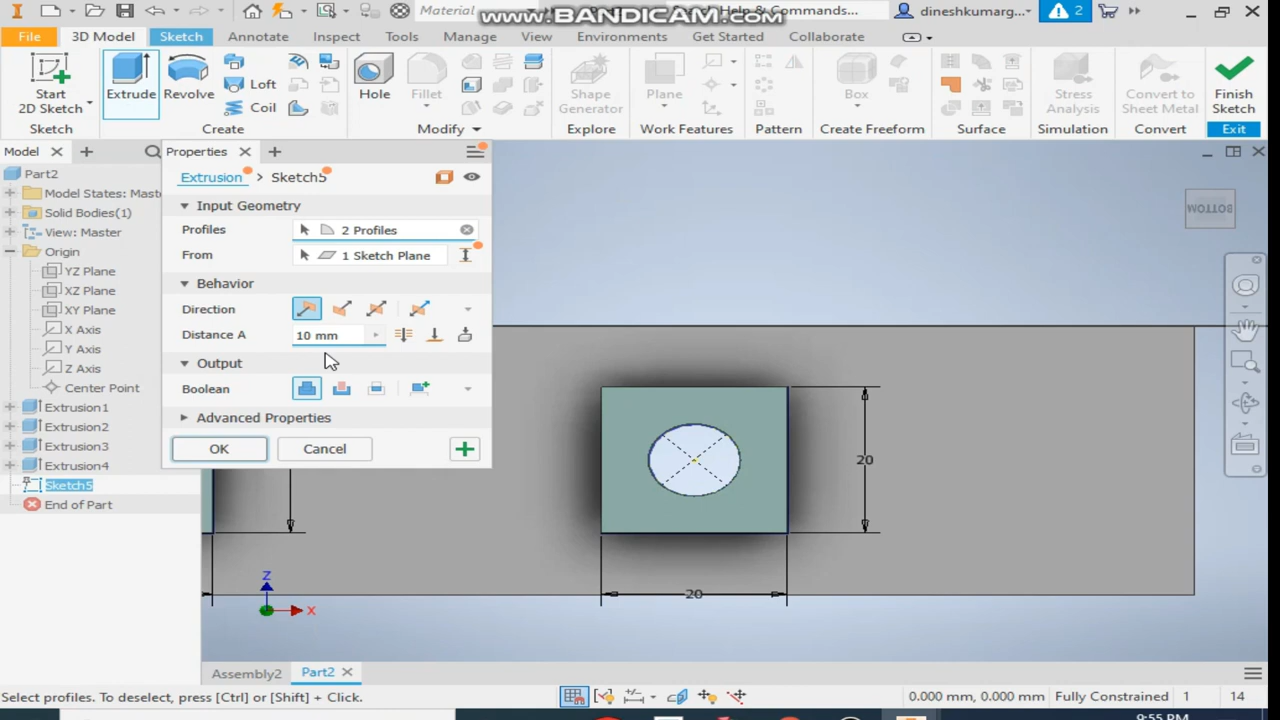 Material
WWW.BANDICAM.COM
Help & Commands...
dineshkumarg...
2
File
3D Model
Sketch
Annotate
Inspect
Tools
Manage
View
Environments
Get Started
Collaborate
Start
2D Sketch
Extrude
Revolve
Loft
Coil
Hole
Fillet
Shape
Generator
Plane
Box
Stress
Analysis
Convert to
Sheet Metal
Finish
Sketch
Sketch
Create
Modify
Explore
Work Features
Pattern
Create Freeform
Surface
Simulation
Convert
Exit
Model
Properties
Part2
Model States: Mast
Solid Bodies(1)
View: Master
Origin
YZ Plane
XZ Plane
XY Plane
X Axis
Y Axis
Z Axis
Center Point
Extrusion1
Extrusion2
Extrusion3
Extrusion4
Sketch5
End of Part
Extrusion > Sketch5
Input Geometry
Profiles
2 Profiles
From
1 Sketch Plane
Behavior
Direction
Distance A
10 mm
Output
Boolean
Advanced Properties
OK
Cancel
BOTTOM
20
20
Z
X
Assembly2
Part2
Select profiles. To deselect, press [Ctrl] or [Shift] + Click.
0.000 mm, 0.000 mm
Fully Constrained
1
14
9:55 PM